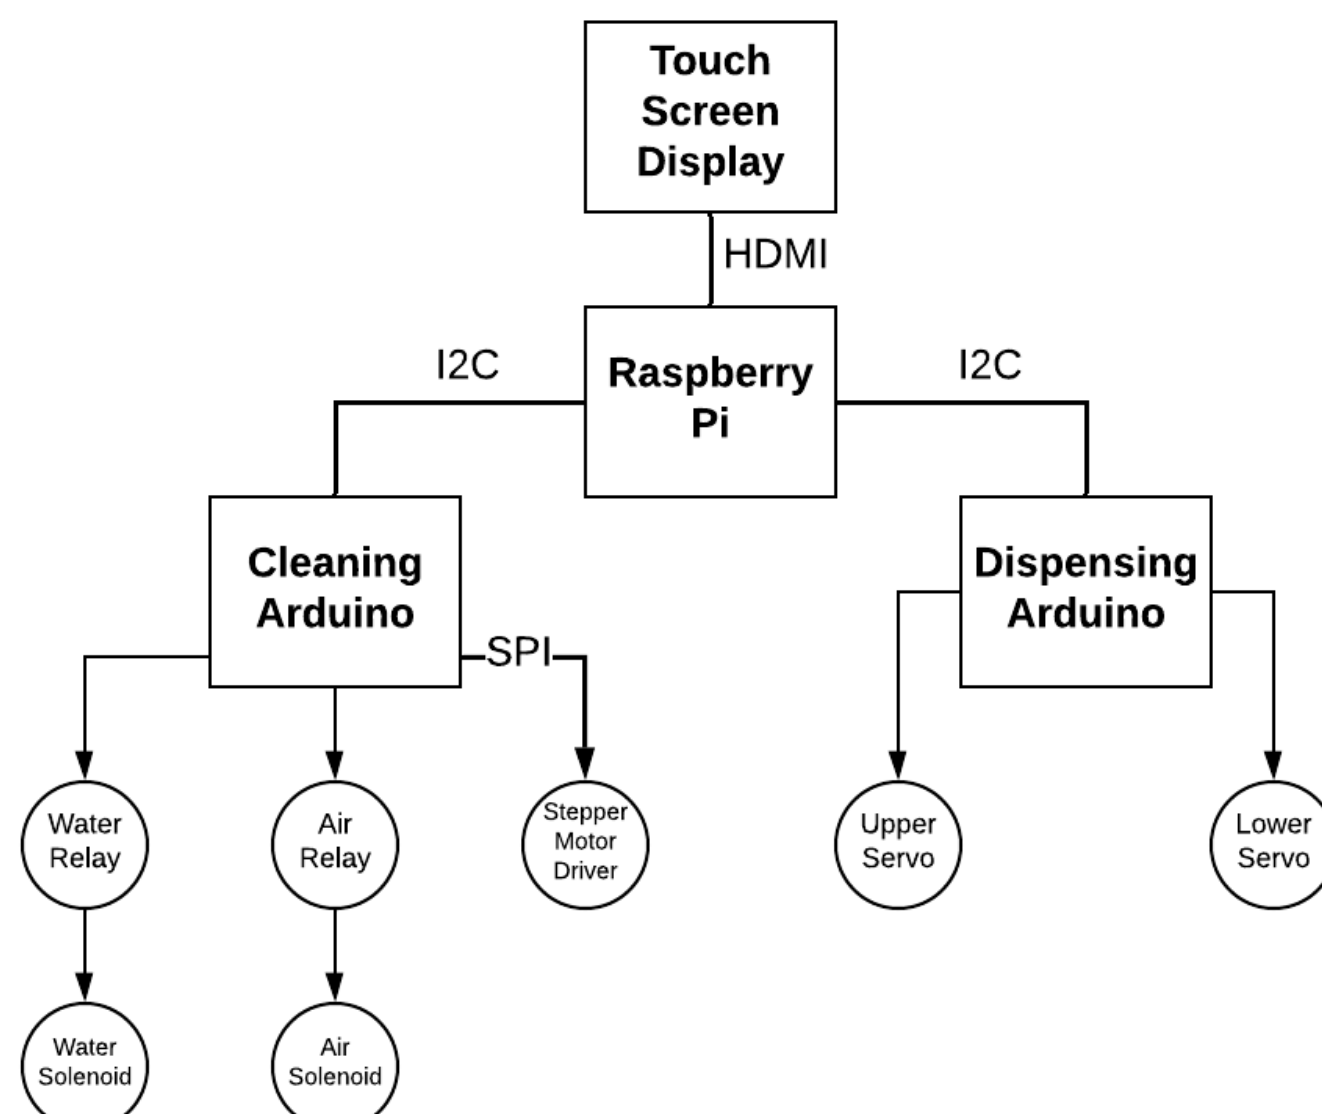 Touch
Screen
Display
HDMI
I2C
I2C
Raspberry
Pi
Cleaning
Arduino
Dispensing
Arduino
SPI
Water
Relay
Air
Relay
Stepper
Motor
Driver
Upper
Servo
Lower
Servo
Water
Solenoid
Air
Solenoid